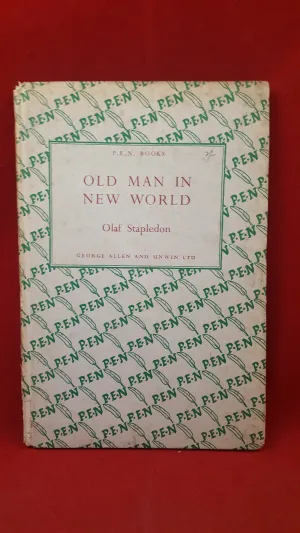 P.E.N. BOOKS
OLD MAN IN
NEW WORLD
Olaf Stapledon
GEORGE ALLEN AND UNWIN LTD
P.E.N